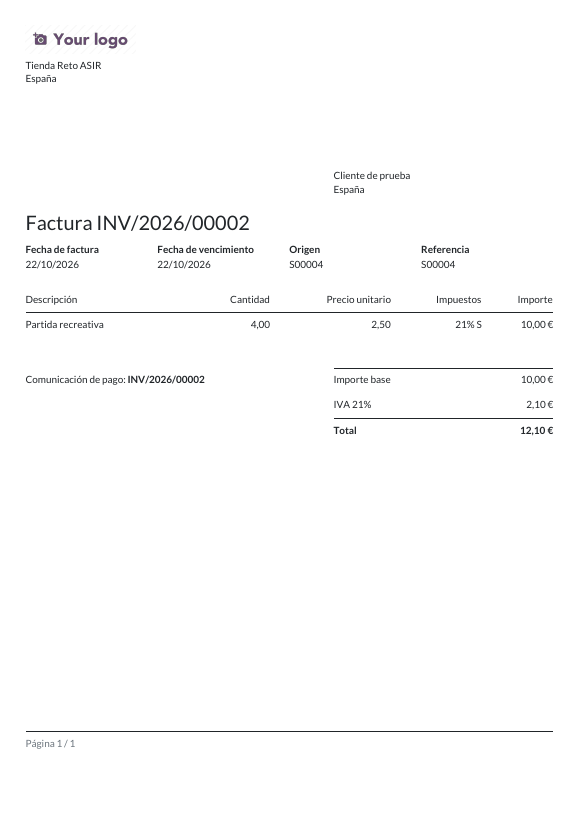 Your logo
Tienda Reto ASIR
España
Cliente de prueba
España
Factura INV/2026/00002
Fecha de factura Fecha de vencimiento Origen Referencia
22/10/2026 22/10/2026 S00004 S00004
Descripción Cantidad Precio unitario Impuestos Importe
Partida recreativa 4,00 2,50 21% S 10,00 €
Comunicación de pago: INV/2026/00002 Importe base 10,00 €
IVA 21% 2,10 €
Total 12,10 €
Página 1 / 1